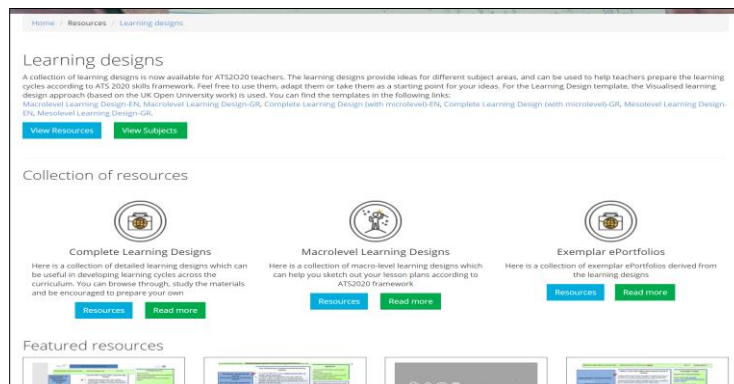 Home / Resources / Learning designs
Learning designs
A collection of learning designs is now available for ATS2O20 teachers. The learning designs provide ideas for different subject areas, and can be used to help teachers prepare the learning
cycles according to ATS 2020 skills framework. Feel free to use them, adapt them or take them as a starting point for your ideas. For the Learning Design template, the Visualised learning
design approach (based on the UK Open University work) is used. You can find the templates in the following links:
Macrolevel Learning Design-EN, Macrolevel Learning Design-GR, Complete Learning Design (with microlevel)-EN, Complete Learning Design (with microlevel)-GR, Mesolevel Learning Design-
EN, Mesolevel Learning Design-GR.
View Resources View Subjects
Collection of resources
Complete Learning Designs
Here is a collection of detailed learning designs which can
be useful in developing learning cycles across the
curriculum. You can browse through, study the materials
and be encouraged to prepare your own
Resources Read more
Macrolevel Learning Designs
Here is a collection of macro-level learning designs which
can help you sketch out your lesson plans according to
ATS2020 framework
Resources Read more
Exemplar ePortfolios
Here is a collection of exemplar ePortfolios derived from
the learning designs
Resources Read more
Featured resources